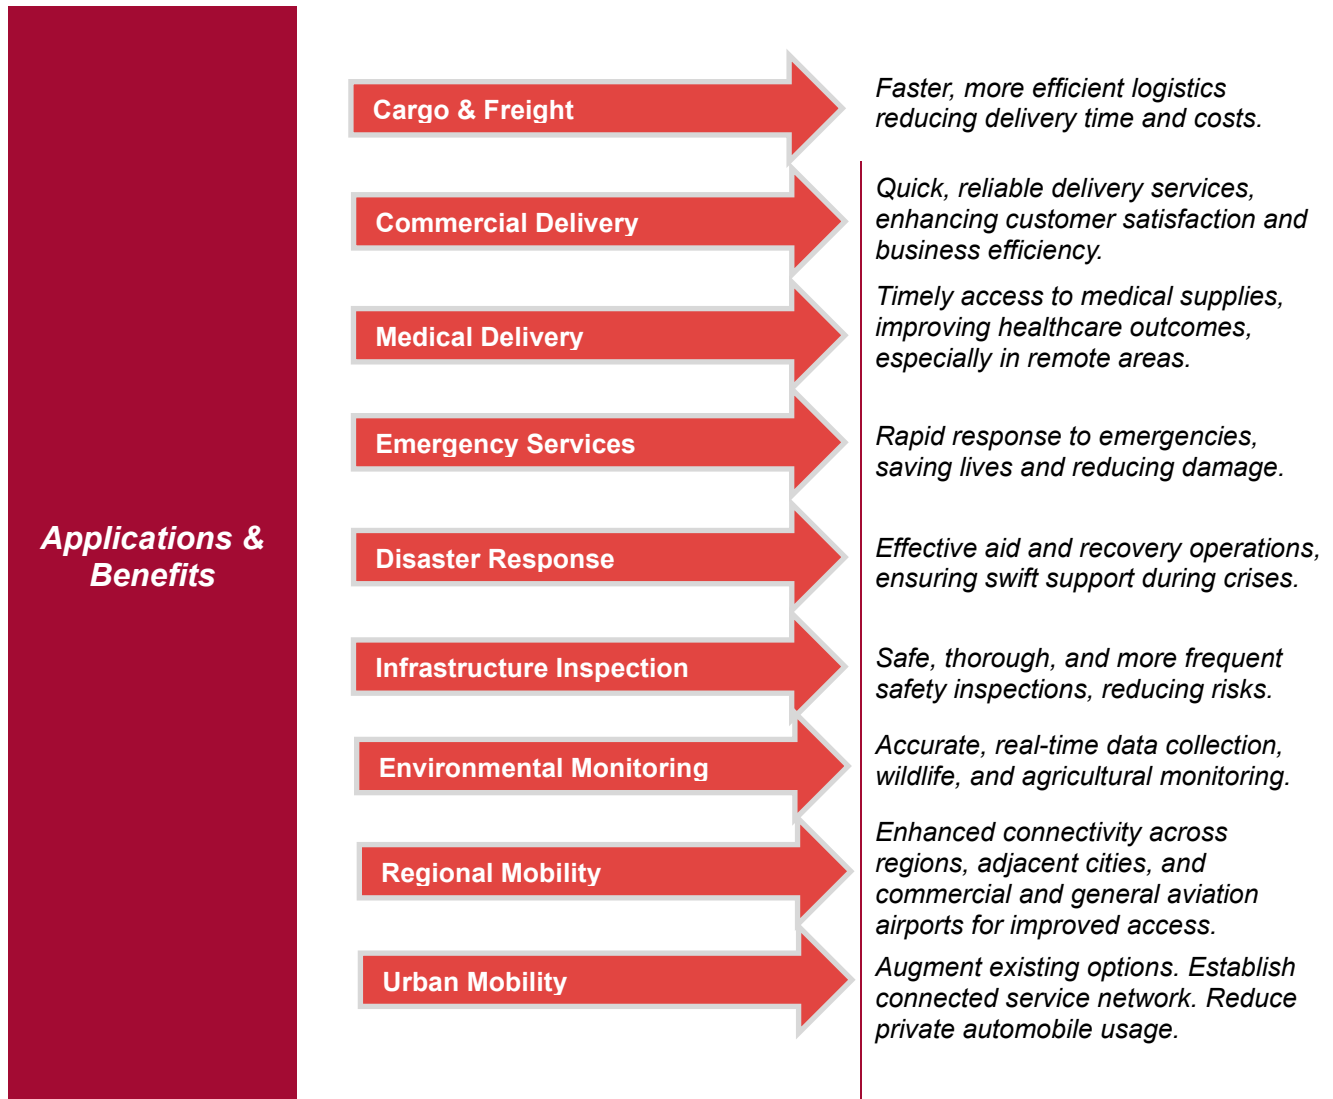 Applications &
Benefits
Cargo & Freight
Faster, more efficient logistics
reducing delivery time and costs.
Commercial Delivery
Quick, reliable delivery services,
enhancing customer satisfaction and
business efficiency.
Medical Delivery
Timely access to medical supplies,
improving healthcare outcomes,
especially in remote areas.
Emergency Services
Rapid response to emergencies,
saving lives and reducing damage.
Disaster Response
Effective aid and recovery operations,
ensuring swift support during crises.
Infrastructure Inspection
Safe, thorough, and more frequent
safety inspections, reducing risks.
Environmental Monitoring
Accurate, real-time data collection,
wildlife, and agricultural monitoring.
Regional Mobility
Enhanced connectivity across
regions, adjacent cities, and
commercial and general aviation
airports for improved access.
Urban Mobility
Augment existing options. Establish
connected service network. Reduce
private automobile usage.